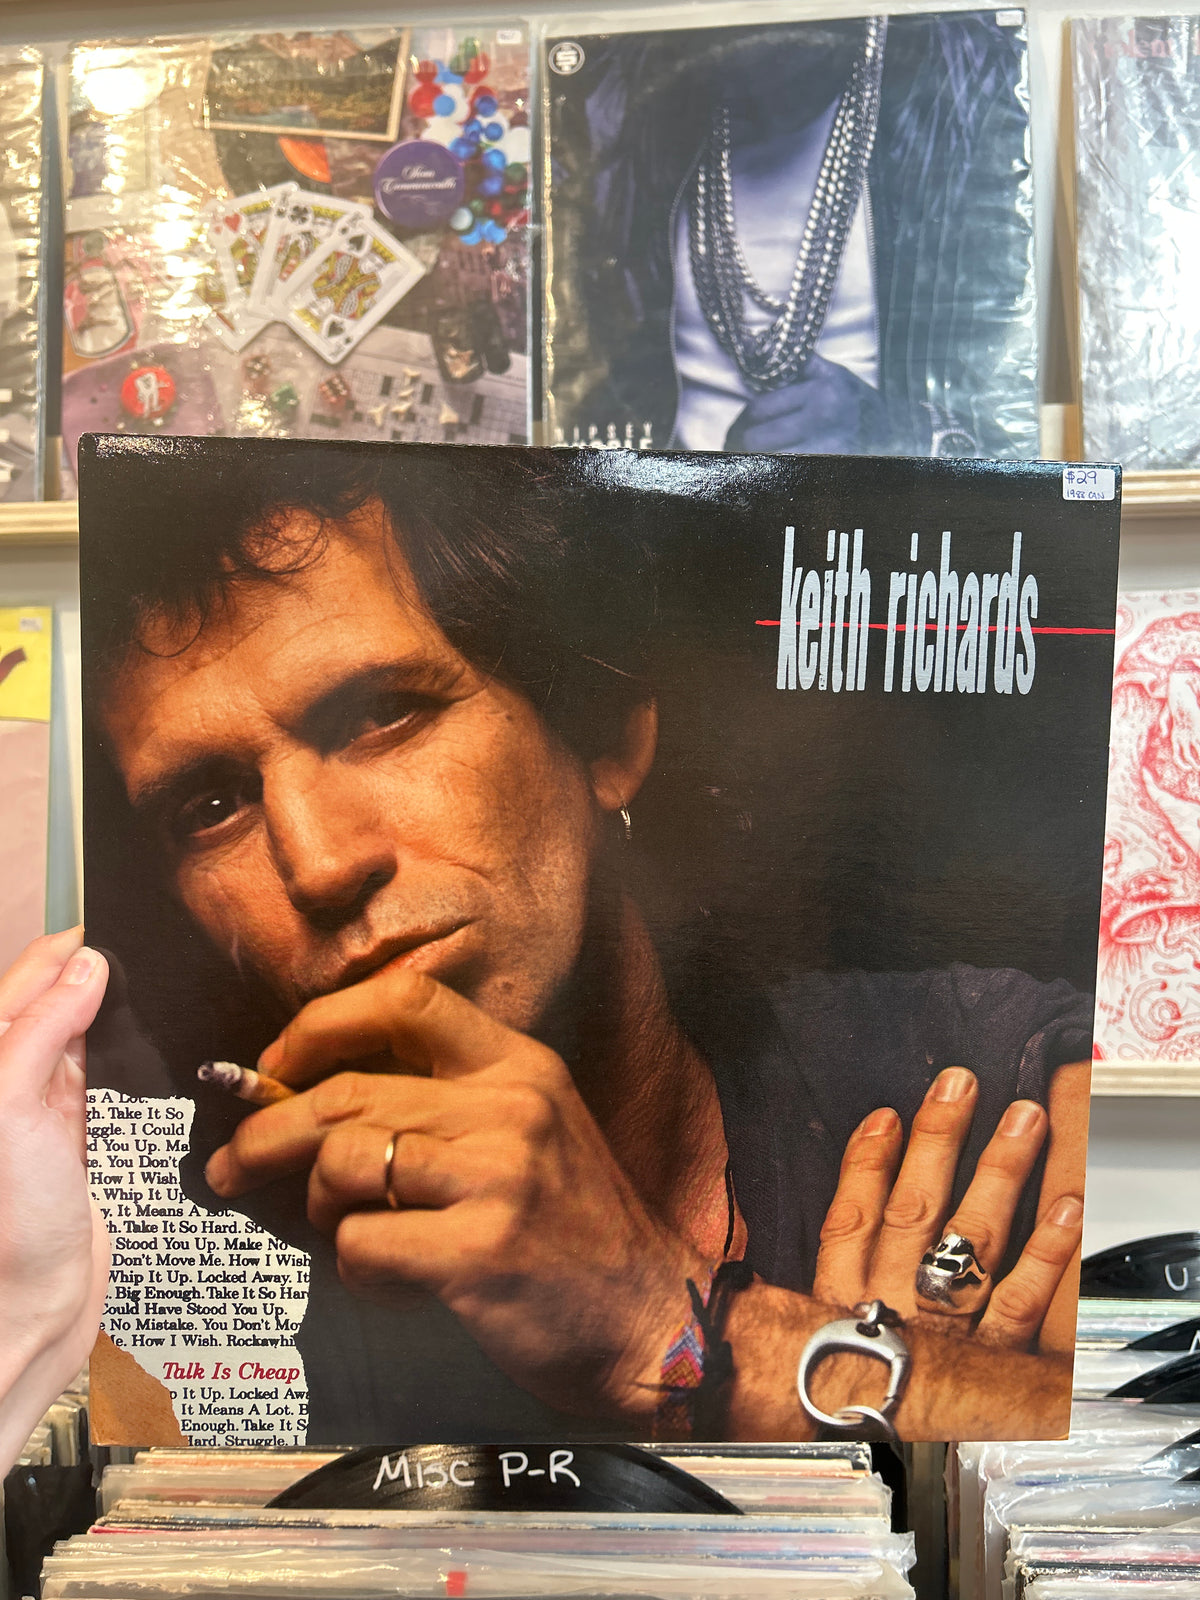 $29
1988 CAN
keith richards
as A Lot.
gh. Take It So
uggle. I Could
d You Up. Ma
ke. You Don't
How I Wish.
e. Whip It Up
y. It Means A Lot.
h. Take It So Hard. St
Stood You Up. Make No
Don't Move Me. How I Wish
Whip It Up. Locked Away. It
. Big Enough. Take It So Har
Could Have Stood You Up.
e No Mistake. You Don't Mov
Me. How I Wish. Rockawhi
Talk Is Cheap
p It Up. Locked Awa
It Means A Lot. B
Enough. Take It S
Hard. Struggle. I
MISC P-R